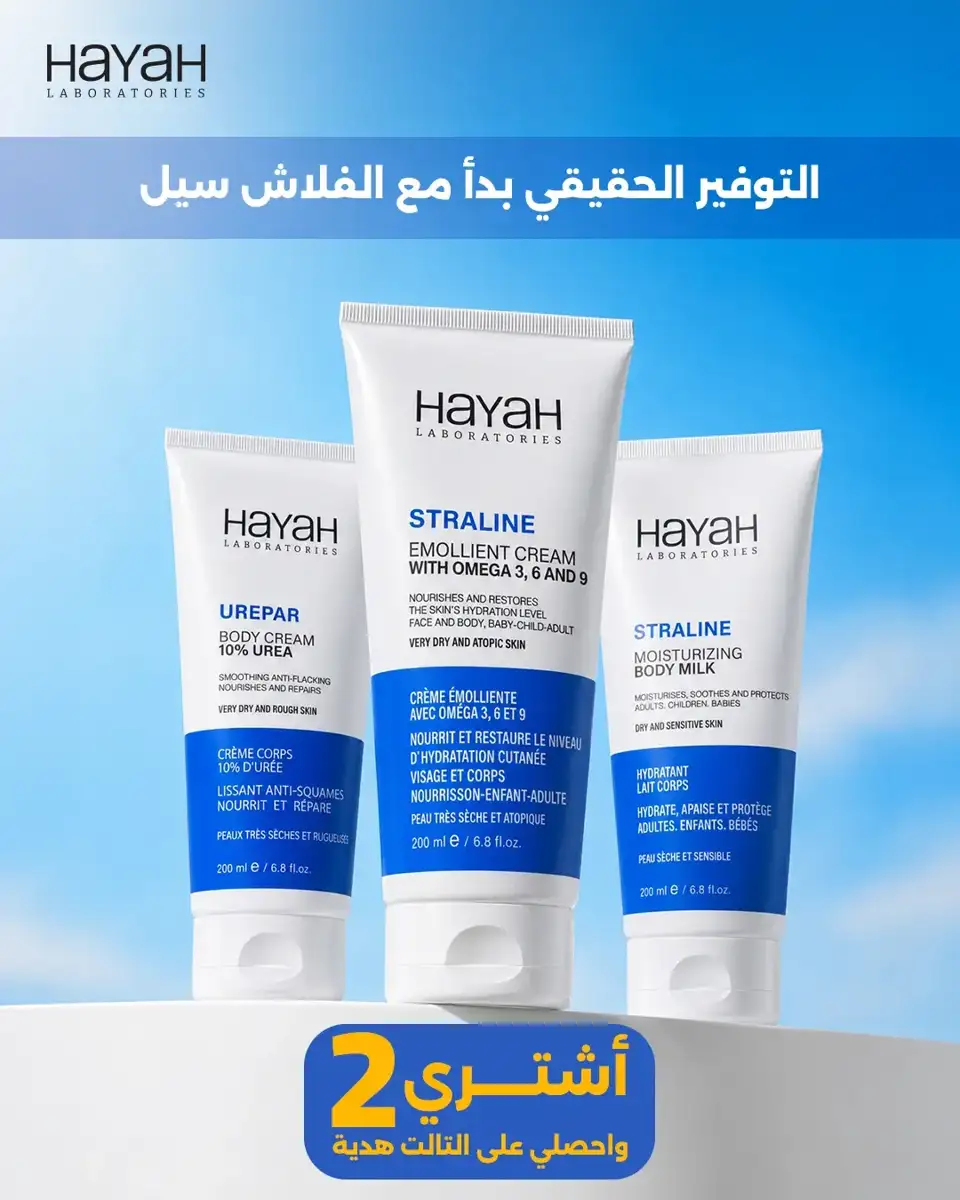 HAYAH
LABORATORIES
التوفير الحقيقي بدأ مع الفلاش سيل
HAYAH
LABORATORIES
UREPAR
BODY CREAM
10% UREA
SMOOTHING ANTI-FLACKING
NOURISHES AND REPAIRS
VERY DRY AND ROUGH SKIN
CRÈME CORPS
10% D'URÉE
LISSANT ANTI-SQUAMES
NOURRIT ET RÉPARE
PEAUX TRÈS SÈCHES ET RUGUEUSES
200 ml e / 6.8 fl.oz.
HAYAH
LABORATORIES
STRALINE
EMOLLIENT CREAM
WITH OMEGA 3, 6 AND 9
NOURISHES AND RESTORES
THE SKIN'S HYDRATION LEVEL
FACE AND BODY, BABY-CHILD-ADULT
VERY DRY AND ATOPIC SKIN
CRÈME ÉMOLLIENTE
AVEC OMÉGA 3, 6 ET 9
NOURRIT ET RESTAURE LE NIVEAU
D'HYDRATATION CUTANÉE
VISAGE ET CORPS
NOURRISSON-ENFANT-ADULTE
PEAU TRÈS SÈCHE ET ATOPIQUE
200 ml e / 6.8 fl.oz.
HAYAH
LABORATORIES
STRALINE
MOISTURIZING
BODY MILK
MOISTURISES, SOOTHES AND PROTECTS
ADULTS. CHILDREN. BABIES
DRY AND SENSITIVE SKIN
HYDRATANT
LAIT CORPS
HYDRATE, APAISE ET PROTÈGE
ADULTES. ENFANTS. BÉBÉS
PEAU SÈCHE ET SENSIBLE
200 ml e / 6.8 fl.oz.
أشتـــري 2
واحصلي على التالت هدية